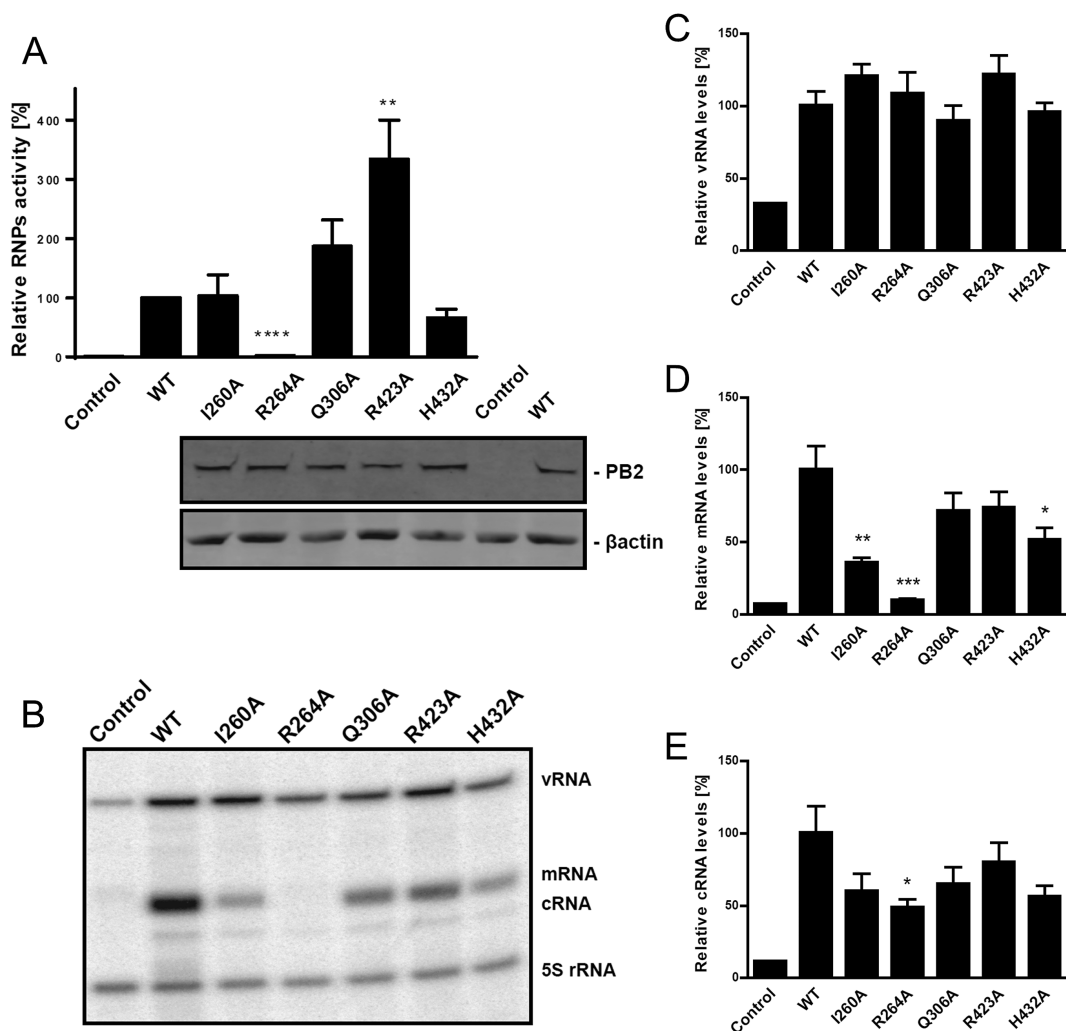 A
Relative RNPs activity [%]
400
300
200
100
0
**
****
Control
WT
I260A
R264A
Q306A
R423A
H432A
Control
WT
- PB2
- βactin
B
Control
WT
I260A
R264A
Q306A
R423A
H432A
vRNA
mRNA
cRNA
5S rRNA
C
Relative vRNA levels [%]
150
100
50
0
Control
WT
I260A
R264A
Q306A
R423A
H432A
D
Relative mRNA levels [%]
150
100
50
0
**
***
*
Control
WT
I260A
R264A
Q306A
R423A
H432A
E
Relative cRNA levels [%]
150
100
50
0
*
Control
WT
I260A
R264A
Q306A
R423A
H432A